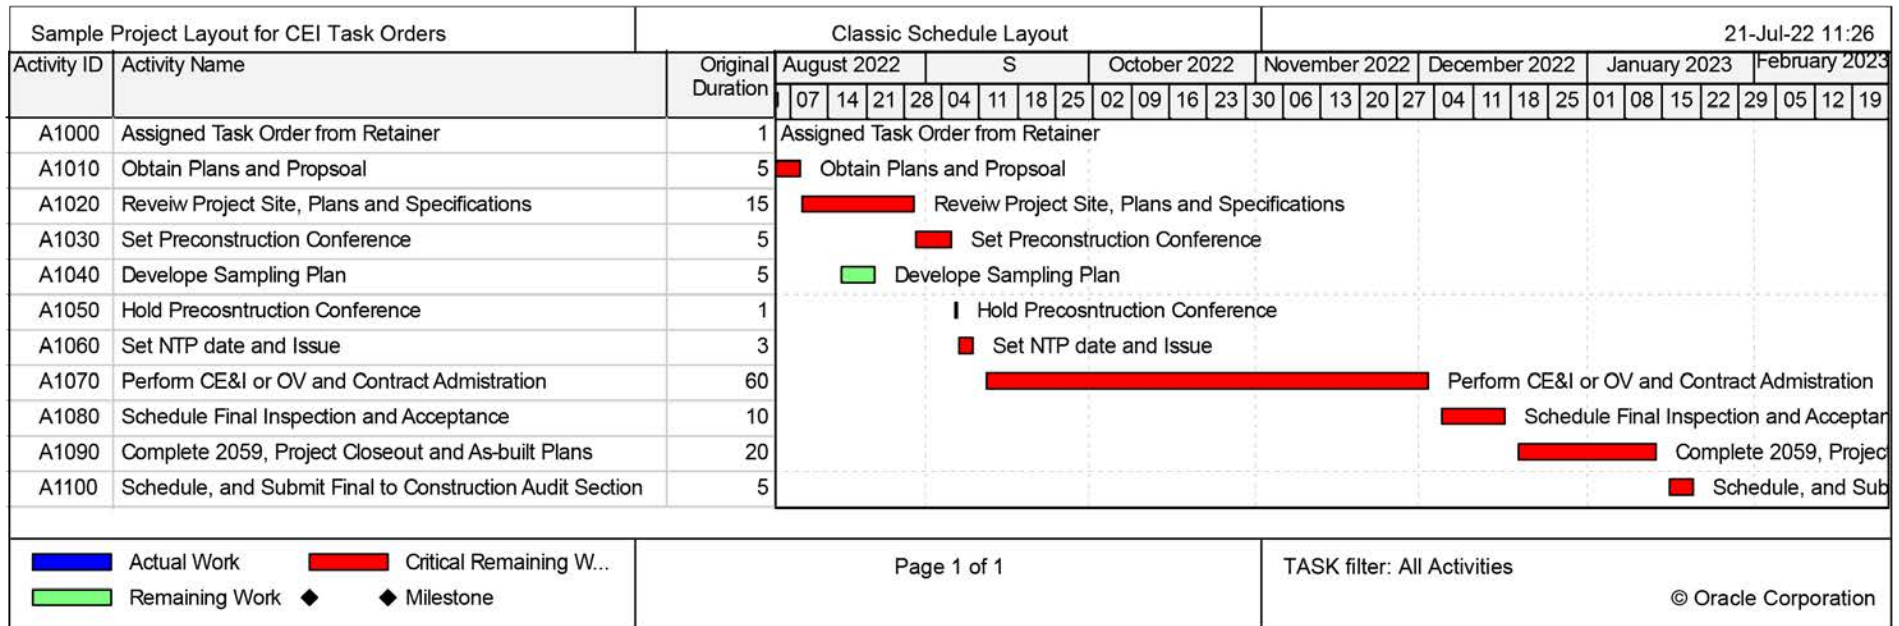 Sample Project Layout for CEI Task Orders
Classic Schedule Layout
21-Jul-22 11:26
Activity ID Activity Name Original Duration August 2022 S October 2022 November 2022 December 2022 January 2023 February 2023
07 14 21 28 04 11 18 25 02 09 16 23 30 06 13 20 27 04 11 18 25 01 08 15 22 29 05 12 19
A1000 Assigned Task Order from Retainer 1 Assigned Task Order from Retainer
A1010 Obtain Plans and Propsoal 5 Obtain Plans and Propsoal
A1020 Reveiw Project Site, Plans and Specifications 15 Reveiw Project Site, Plans and Specifications
A1030 Set Preconstruction Conference 5 Set Preconstruction Conference
A1040 Develope Sampling Plan 5 Develope Sampling Plan
A1050 Hold Precosntruction Conference 1 Hold Precosntruction Conference
A1060 Set NTP date and Issue 3 Set NTP date and Issue
A1070 Perform CE&I or OV and Contract Admistration 60 Perform CE&I or OV and Contract Admistration
A1080 Schedule Final Inspection and Acceptance 10 Schedule Final Inspection and Acceptan
A1090 Complete 2059, Project Closeout and As-built Plans 20 Complete 2059, Projec
A1100 Schedule, and Submit Final to Construction Audit Section 5 Schedule, and Sub
Actual Work Critical Remaining W...
Remaining Work Milestone
Page 1 of 1
TASK filter: All Activities
© Oracle Corporation